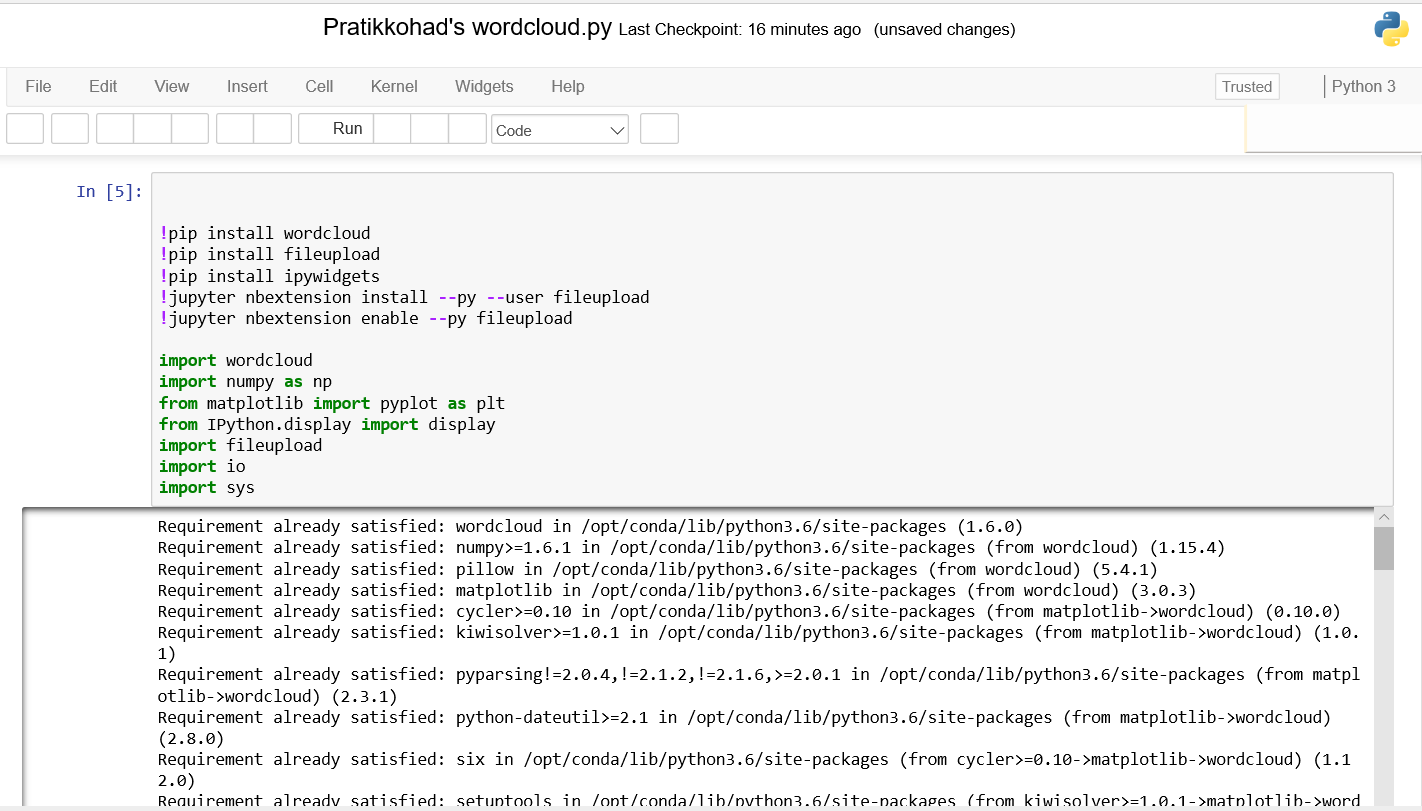 Pratikkohad's wordcloud.py Last Checkpoint: 16 minutes ago (unsaved changes)
File Edit View Insert Cell Kernel Widgets Help Trusted Python 3
Run Code
In [5]:
!pip install wordcloud
!pip install fileupload
!pip install ipywidgets
!jupyter nbextension install --py --user fileupload
!jupyter nbextension enable --py fileupload
import wordcloud
import numpy as np
from matplotlib import pyplot as plt
from IPython.display import display
import fileupload
import io
import sys
Requirement already satisfied: wordcloud in /opt/conda/lib/python3.6/site-packages (1.6.0)
Requirement already satisfied: numpy>=1.6.1 in /opt/conda/lib/python3.6/site-packages (from wordcloud) (1.15.4)
Requirement already satisfied: pillow in /opt/conda/lib/python3.6/site-packages (from wordcloud) (5.4.1)
Requirement already satisfied: matplotlib in /opt/conda/lib/python3.6/site-packages (from wordcloud) (3.0.3)
Requirement already satisfied: cycler>=0.10 in /opt/conda/lib/python3.6/site-packages (from matplotlib->wordcloud) (0.10.0)
Requirement already satisfied: kiwisolver>=1.0.1 in /opt/conda/lib/python3.6/site-packages (from matplotlib->wordcloud) (1.0.
1)
Requirement already satisfied: pyparsing!=2.0.4,!=2.1.2,!=2.1.6,>=2.0.1 in /opt/conda/lib/python3.6/site-packages (from matpl
otlib->wordcloud) (2.3.1)
Requirement already satisfied: python-dateutil>=2.1 in /opt/conda/lib/python3.6/site-packages (from matplotlib->wordcloud)
(2.8.0)
Requirement already satisfied: six in /opt/conda/lib/python3.6/site-packages (from cycler>=0.10->matplotlib->wordcloud) (1.1
2.0)
Requirement already satisfied: setuptools in /opt/conda/lib/python3.6/site-packages (from kiwisolver>=1.0.1->matplotlib->word